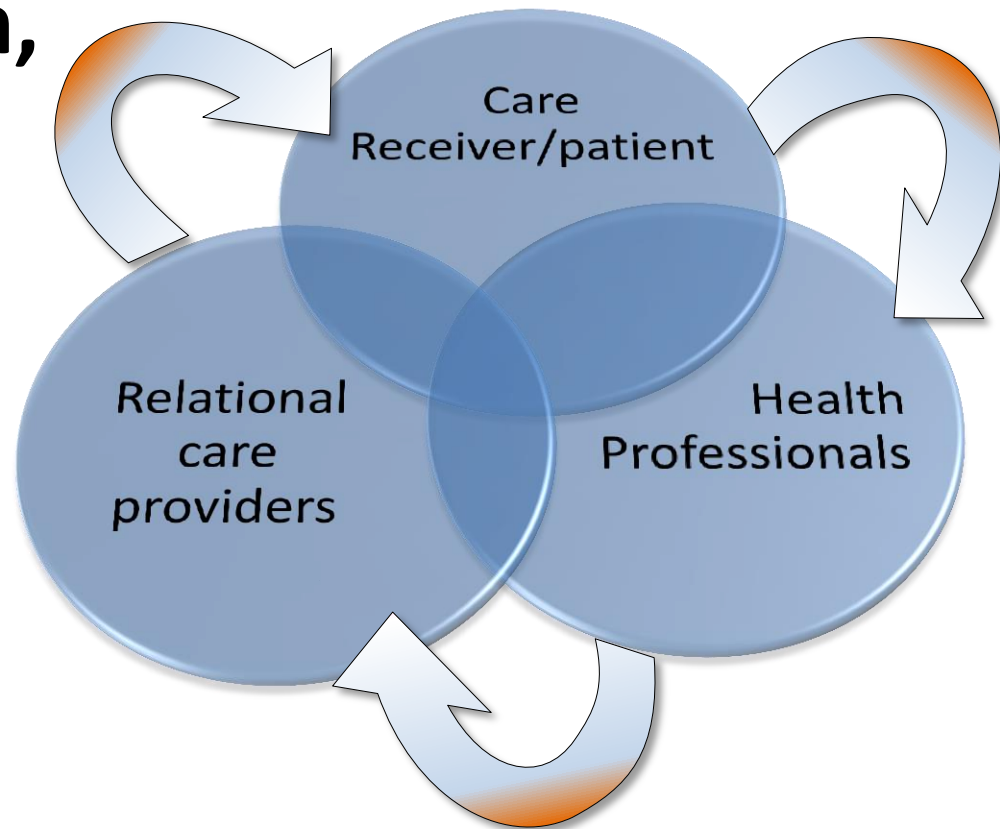 Care
Receiver/patient
Relational
care
providers
Health
Professionals